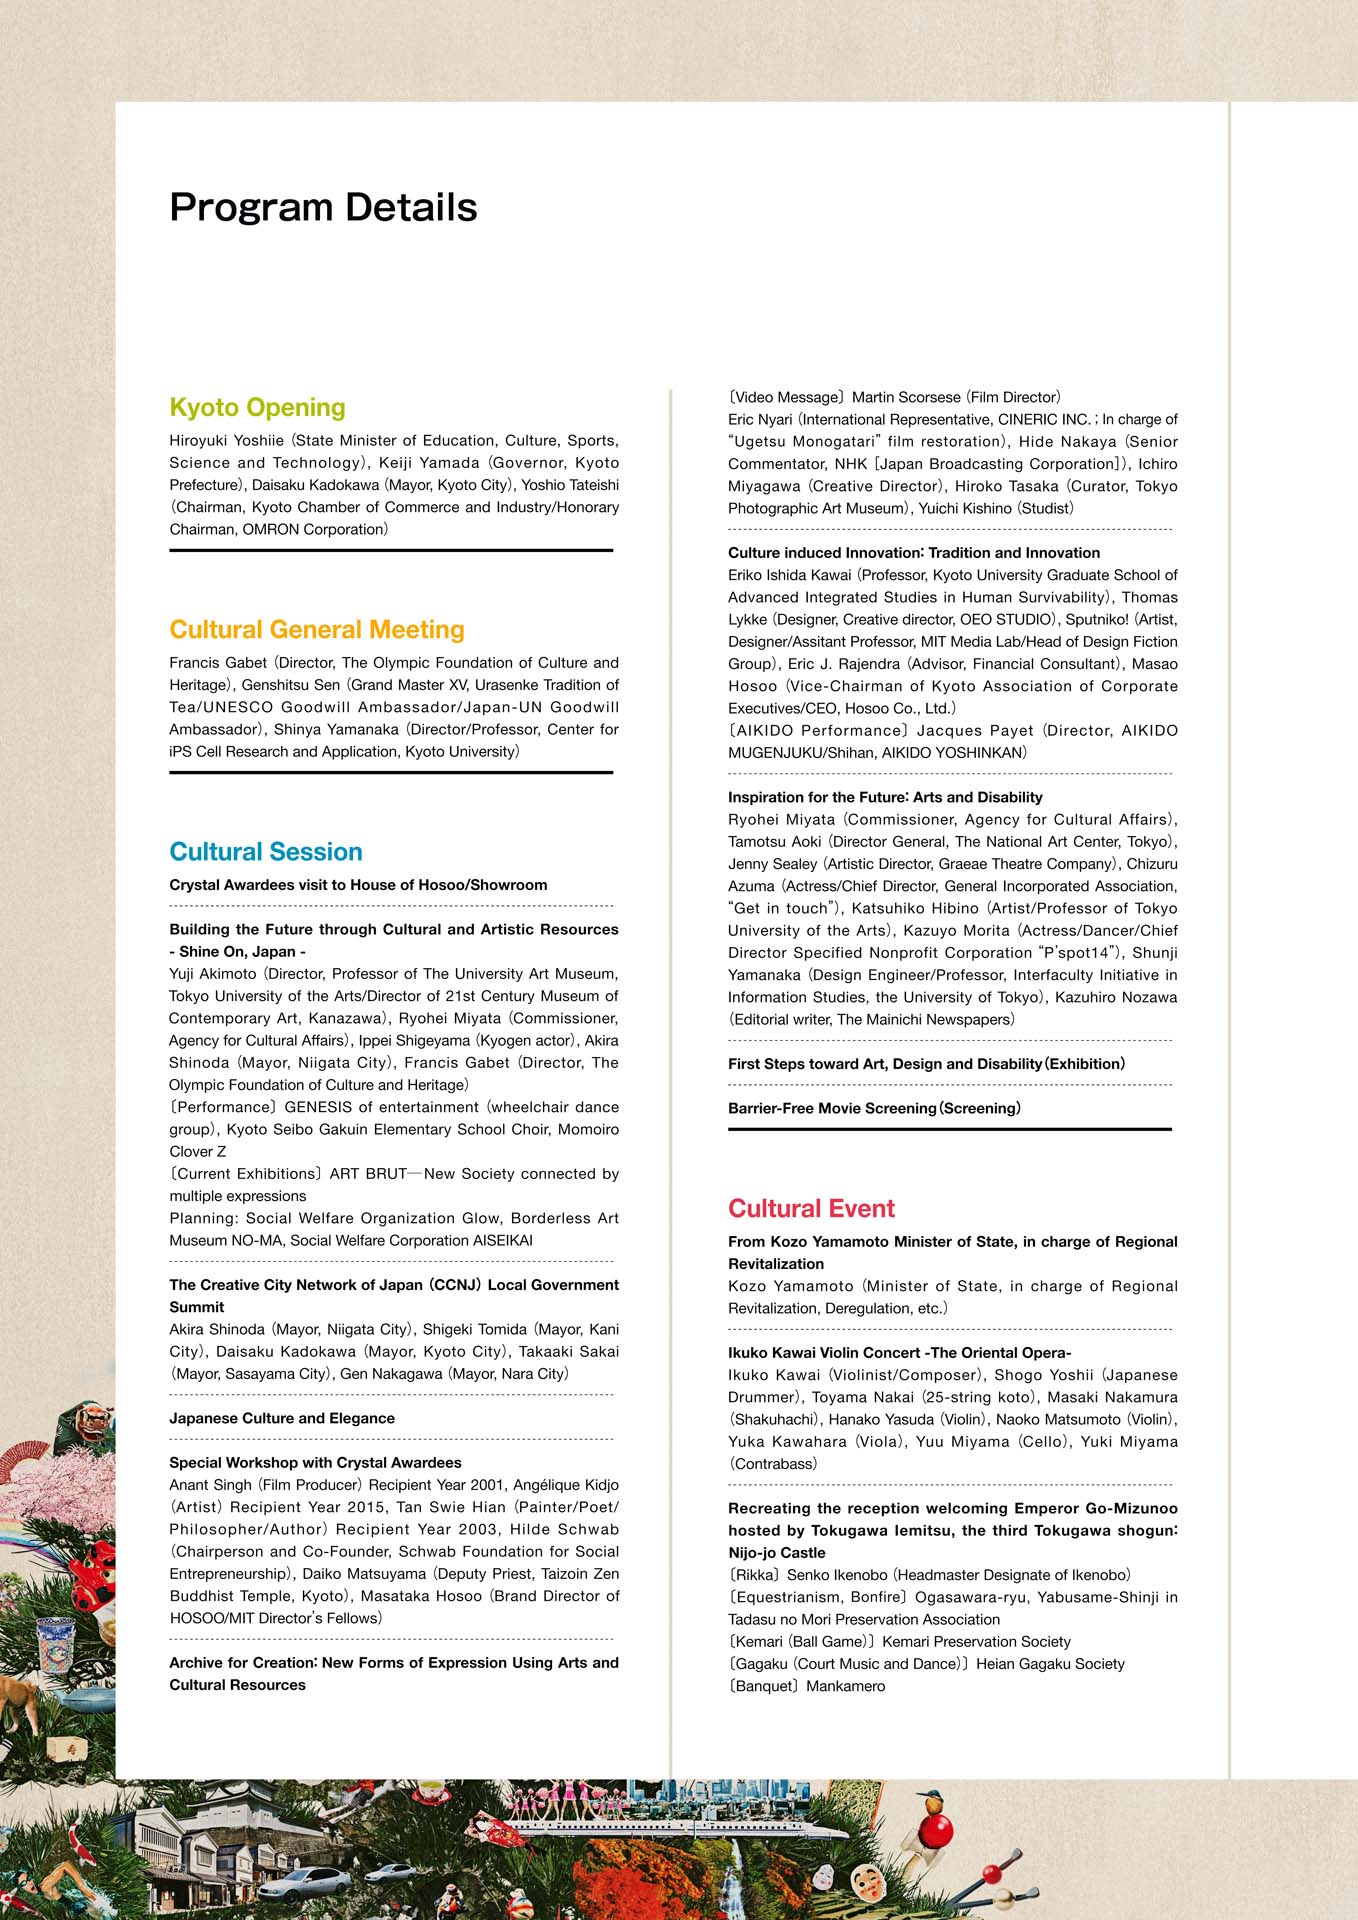 Program Details
Kyoto Opening
Hiroyuki Yoshiie (State Minister of Education, Culture, Sports,
Science and Technology), Keiji Yamada (Governor, Kyoto
Prefecture), Daisaku Kadokawa (Mayor, Kyoto City), Yoshio Tateishi
(Chairman, Kyoto Chamber of Commerce and Industry/Honorary
Chairman, OMRON Corporation)
Cultural General Meeting
Francis Gabet (Director, The Olympic Foundation of Culture and
Heritage), Genshitsu Sen (Grand Master XV, Urasenke Tradition of
Tea/UNESCO Goodwill Ambassador/Japan-UN Goodwill
Ambassador), Shinya Yamanaka (Director/Professor, Center for
iPS Cell Research and Application, Kyoto University)
Cultural Session
Crystal Awardees visit to House of Hosoo/Showroom
Building the Future through Cultural and Artistic Resources
- Shine On, Japan -
Yuji Akimoto (Director, Professor of The University Art Museum,
Tokyo University of the Arts/Director of 21st Century Museum of
Contemporary Art, Kanazawa), Ryohei Miyata (Commissioner,
Agency for Cultural Affairs), Ippei Shigeyama (Kyogen actor), Akira
Shinoda (Mayor, Niigata City), Francis Gabet (Director, The
Olympic Foundation of Culture and Heritage)
〔Performance〕GENESIS of entertainment (wheelchair dance
group), Kyoto Seibo Gakuin Elementary School Choir, Momoiro
Clover Z
〔Current Exhibitions〕ART BRUT—New Society connected by
multiple expressions
Planning: Social Welfare Organization Glow, Borderless Art
Museum NO-MA, Social Welfare Corporation AISEIKAI
The Creative City Network of Japan (CCNJ) Local Government
Summit
Akira Shinoda (Mayor, Niigata City), Shigeki Tomida (Mayor, Kani
City), Daisaku Kadokawa (Mayor, Kyoto City), Takaaki Sakai
(Mayor, Sasayama City), Gen Nakagawa (Mayor, Nara City)
Japanese Culture and Elegance
Special Workshop with Crystal Awardees
Anant Singh (Film Producer) Recipient Year 2001, Angélique Kidjo
(Artist) Recipient Year 2015, Tan Swie Hian (Painter/Poet/
Philosopher/Author) Recipient Year 2003, Hilde Schwab
(Chairperson and Co-Founder, Schwab Foundation for Social
Entrepreneurship), Daiko Matsuyama (Deputy Priest, Taizoin Zen
Buddhist Temple, Kyoto), Masataka Hosoo (Brand Director of
HOSOO/MIT Director's Fellows)
Archive for Creation: New Forms of Expression Using Arts and
Cultural Resources
〔Video Message〕Martin Scorsese (Film Director)
Eric Nyari (International Representative, CINERIC INC. ; In charge of
“Ugetsu Monogatari” film restoration), Hide Nakaya (Senior
Commentator, NHK [Japan Broadcasting Corporation]), Ichiro
Miyagawa (Creative Director), Hiroko Tasaka (Curator, Tokyo
Photographic Art Museum), Yuichi Kishino (Studist)
Culture induced Innovation: Tradition and Innovation
Eriko Ishida Kawai (Professor, Kyoto University Graduate School of
Advanced Integrated Studies in Human Survivability), Thomas
Lykke (Designer, Creative director, OEO STUDIO), Sputniko! (Artist,
Designer/Assitant Professor, MIT Media Lab/Head of Design Fiction
Group), Eric J. Rajendra (Advisor, Financial Consultant), Masao
Hosoo (Vice-Chairman of Kyoto Association of Corporate
Executives/CEO, Hosoo Co., Ltd.)
〔AIKIDO Performance〕Jacques Payet (Director, AIKIDO
MUGENJUKU/Shihan, AIKIDO YOSHINKAN)
Inspiration for the Future: Arts and Disability
Ryohei Miyata (Commissioner, Agency for Cultural Affairs),
Tamotsu Aoki (Director General, The National Art Center, Tokyo),
Jenny Sealey (Artistic Director, Graeae Theatre Company), Chizuru
Azuma (Actress/Chief Director, General Incorporated Association,
“Get in touch”), Katsuhiko Hibino (Artist/Professor of Tokyo
University of the Arts), Kazuyo Morita (Actress/Dancer/Chief
Director Specified Nonprofit Corporation “P'spot14”), Shunji
Yamanaka (Design Engineer/Professor, Interfaculty Initiative in
Information Studies, the University of Tokyo), Kazuhiro Nozawa
(Editorial writer, The Mainichi Newspapers)
First Steps toward Art, Design and Disability(Exhibition)
Barrier-Free Movie Screening(Screening)
Cultural Event
From Kozo Yamamoto Minister of State, in charge of Regional
Revitalization
Kozo Yamamoto (Minister of State, in charge of Regional
Revitalization, Deregulation, etc.)
Ikuko Kawai Violin Concert -The Oriental Opera-
Ikuko Kawai (Violinist/Composer), Shogo Yoshii (Japanese
Drummer), Toyama Nakai (25-string koto), Masaki Nakamura
(Shakuhachi), Hanako Yasuda (Violin), Naoko Matsumoto (Violin),
Yuka Kawahara (Viola), Yuu Miyama (Cello), Yuki Miyama
(Contrabass)
Recreating the reception welcoming Emperor Go-Mizunoo
hosted by Tokugawa Iemitsu, the third Tokugawa shogun:
Nijo-jo Castle
〔Rikka〕Senko Ikenobo (Headmaster Designate of Ikenobo)
〔Equestrianism, Bonfire〕Ogasawara-ryu, Yabusame-Shinji in
Tadasu no Mori Preservation Association
〔Kemari (Ball Game)〕Kemari Preservation Society
〔Gagaku (Court Music and Dance)〕Heian Gagaku Society
〔Banquet〕Mankamero